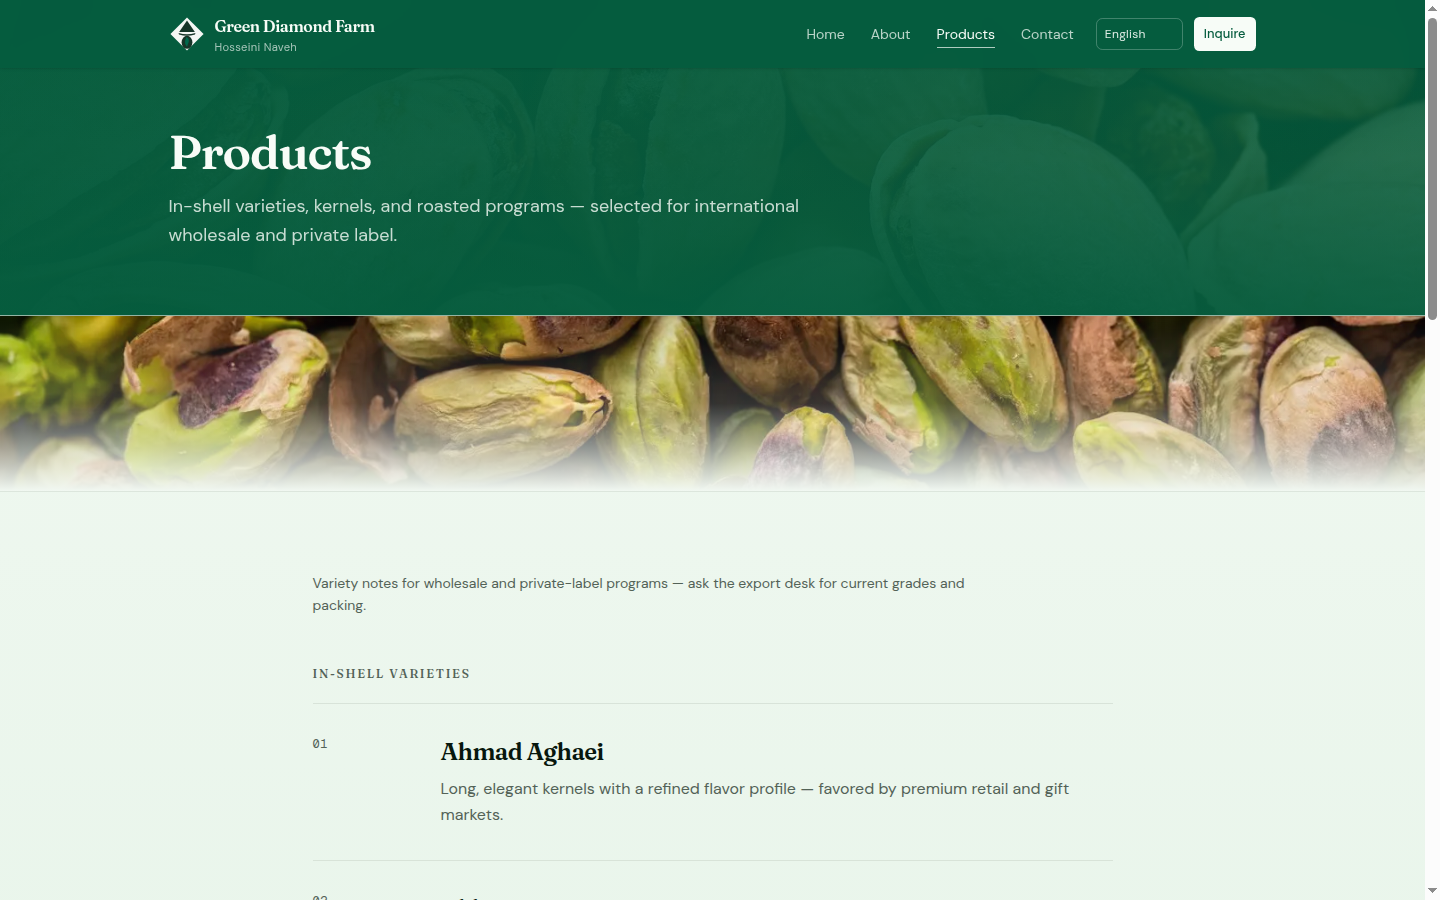 Green Diamond Farm
Hosseini Naveh
Home
About
Products
Contact
English
Inquire
Products
In-shell varieties, kernels, and roasted programs — selected for international
wholesale and private label.
Variety notes for wholesale and private-label programs — ask the export desk for current grades and
packing.
IN-SHELL VARIETIES
01
Ahmad Aghaei
Long, elegant kernels with a refined flavor profile — favored by premium retail and gift
markets.